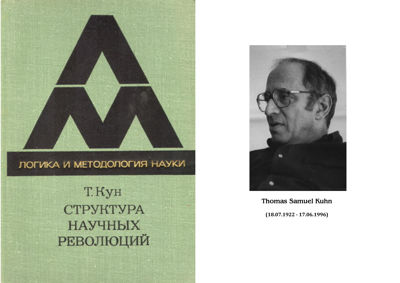 ЛОГИКА И МЕТОДОЛОГИЯ НАУКИ
Т. Кун
СТРУКТУРА
НАУЧНЫХ
РЕВОЛЮЦИЙ
Thomas Samuel Kuhn
(18.07.1922 - 17.06.1996)